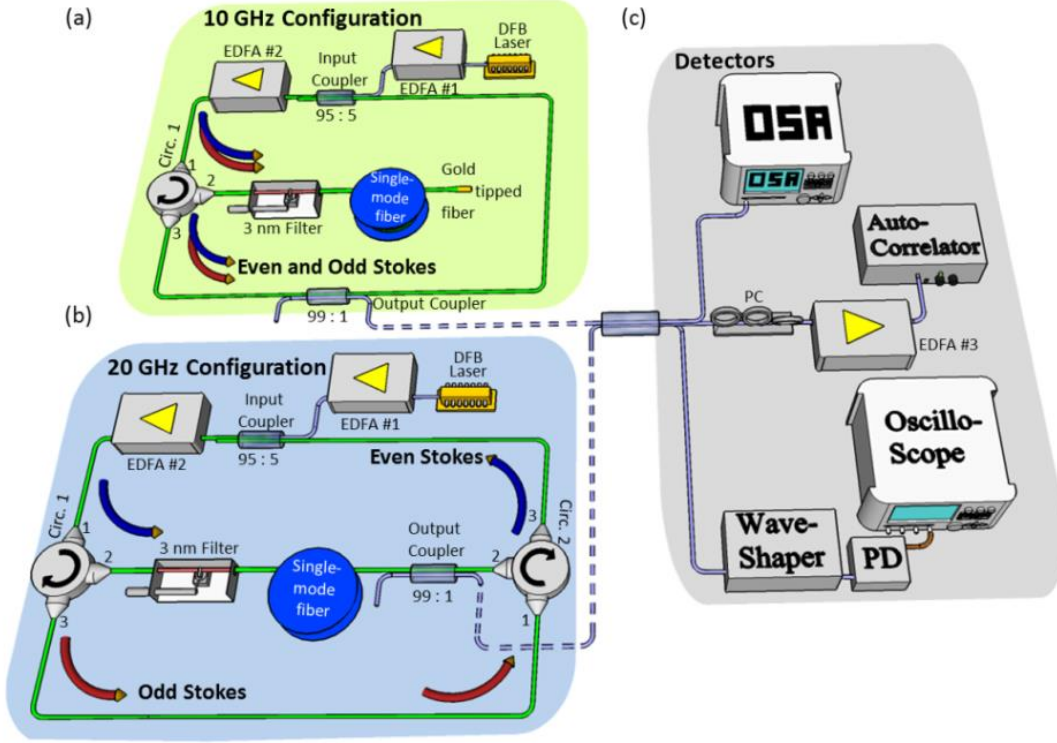 (a)
10 GHz Configuration
EDFA #2
Input
Coupler
95 : 5
EDFA #1
DFB
Laser
Circ. 1
1
2
3
3 nm Filter
Single-
mode
fiber
Gold
tipped
fiber
Even and Odd Stokes
Output Coupler
99 : 1
(b)
20 GHz Configuration
EDFA #2
Input
Coupler
95 : 5
EDFA #1
DFB
Laser
Even Stokes
Circ. 1
1
2
3
3 nm Filter
Single-
mode
fiber
Output
Coupler
99 : 1
Circ. 2
3
2
1
Odd Stokes
(c)
Detectors
OSA
OSA
Auto-
Correlator
PC
EDFA #3
Oscillo-
Scope
Wave-
Shaper
PD